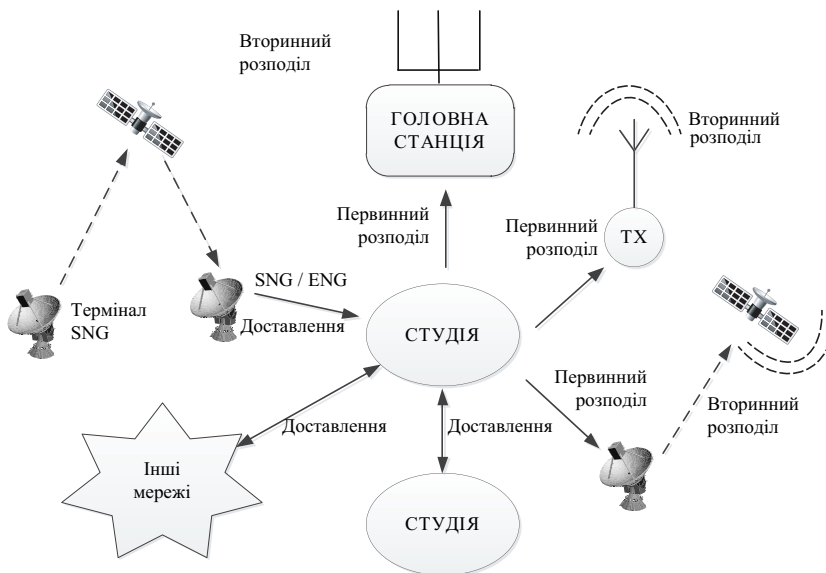 Вторинний
розподіл
ГОЛОВНА
СТАНЦІЯ
Вторинний
розподіл
Первинний
розподіл
Первинний
розподіл
ТХ
SNG / ENG
Термінал
SNG
Доставлення
СТУДІЯ
Первинний
розподіл
Вторинний
розподіл
Доставлення
Доставлення
Інші
мережі
СТУДІЯ